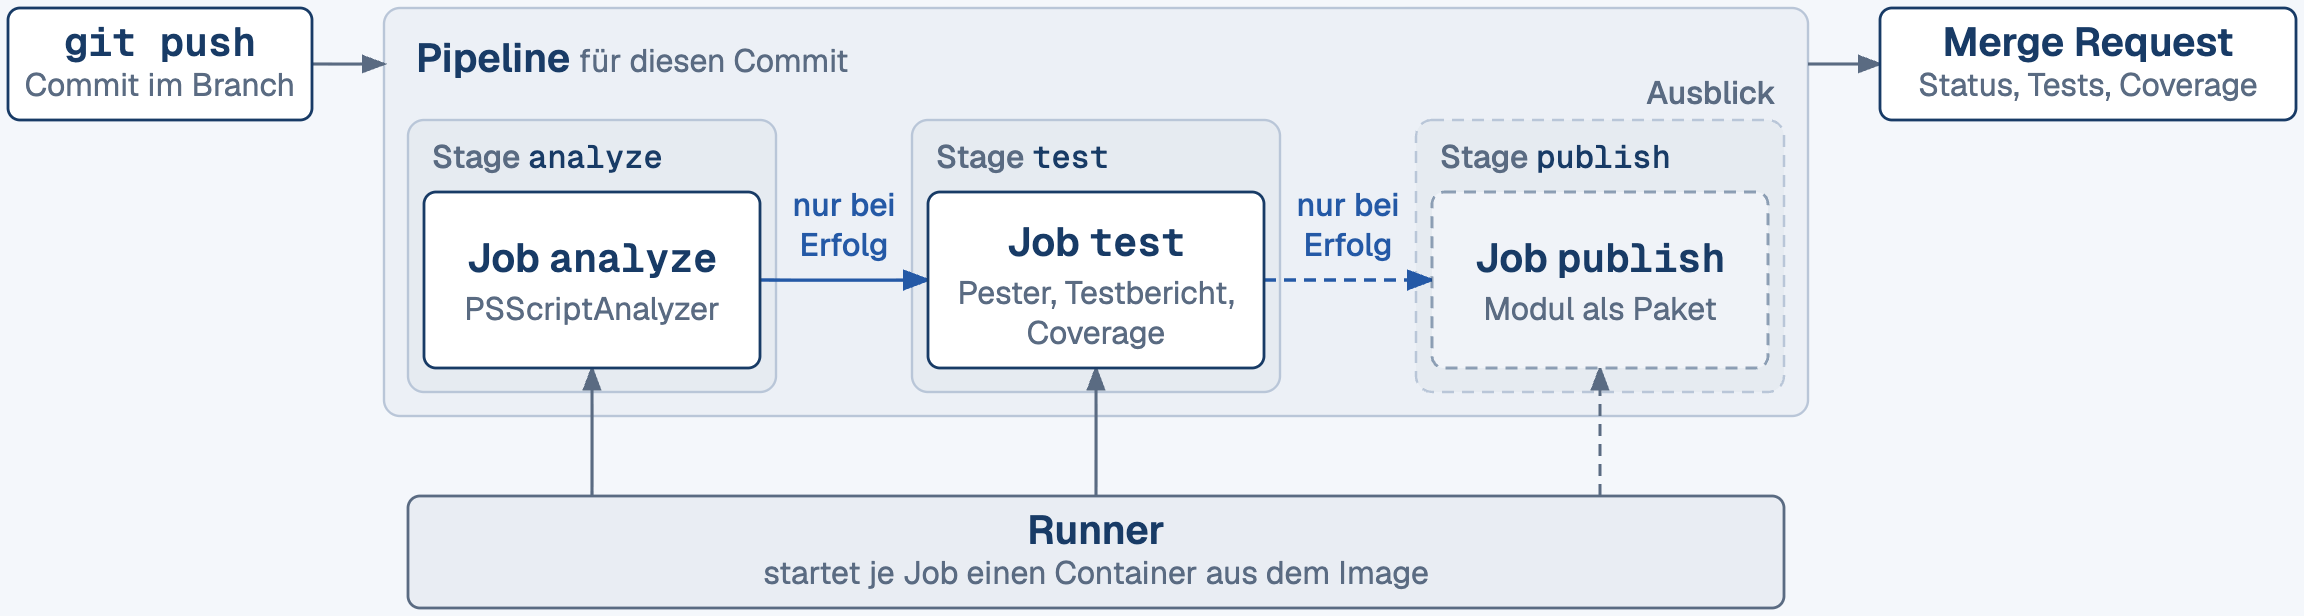 git push
Commit im Branch
Pipeline für diesen Commit
Ausblick
Stage analyze
Job analyze
PSScriptAnalyzer
nur bei
Erfolg
Stage test
Job test
Pester, Testbericht,
Coverage
nur bei
Erfolg
Stage publish
Job publish
Modul als Paket
Merge Request
Status, Tests, Coverage
Runner
startet je Job einen Container aus dem Image